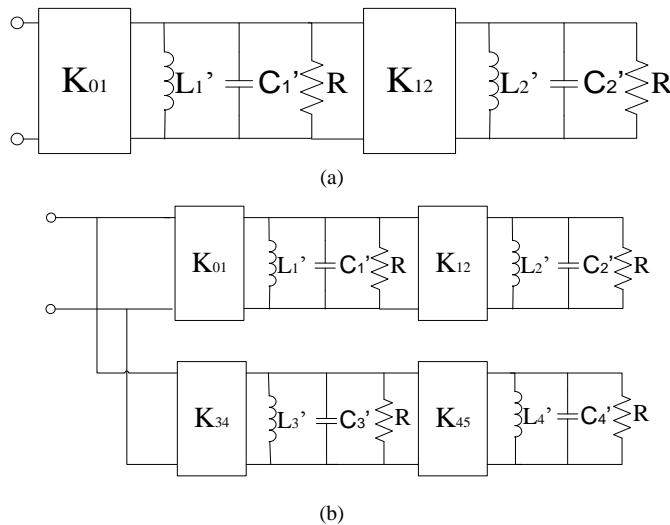 K01 L1' C1' R K12 L2' C2' R
(a)
K01 L1' C1' R K12 L2' C2' R
K34 L3' C3' R K45 L4' C4' R
(b)